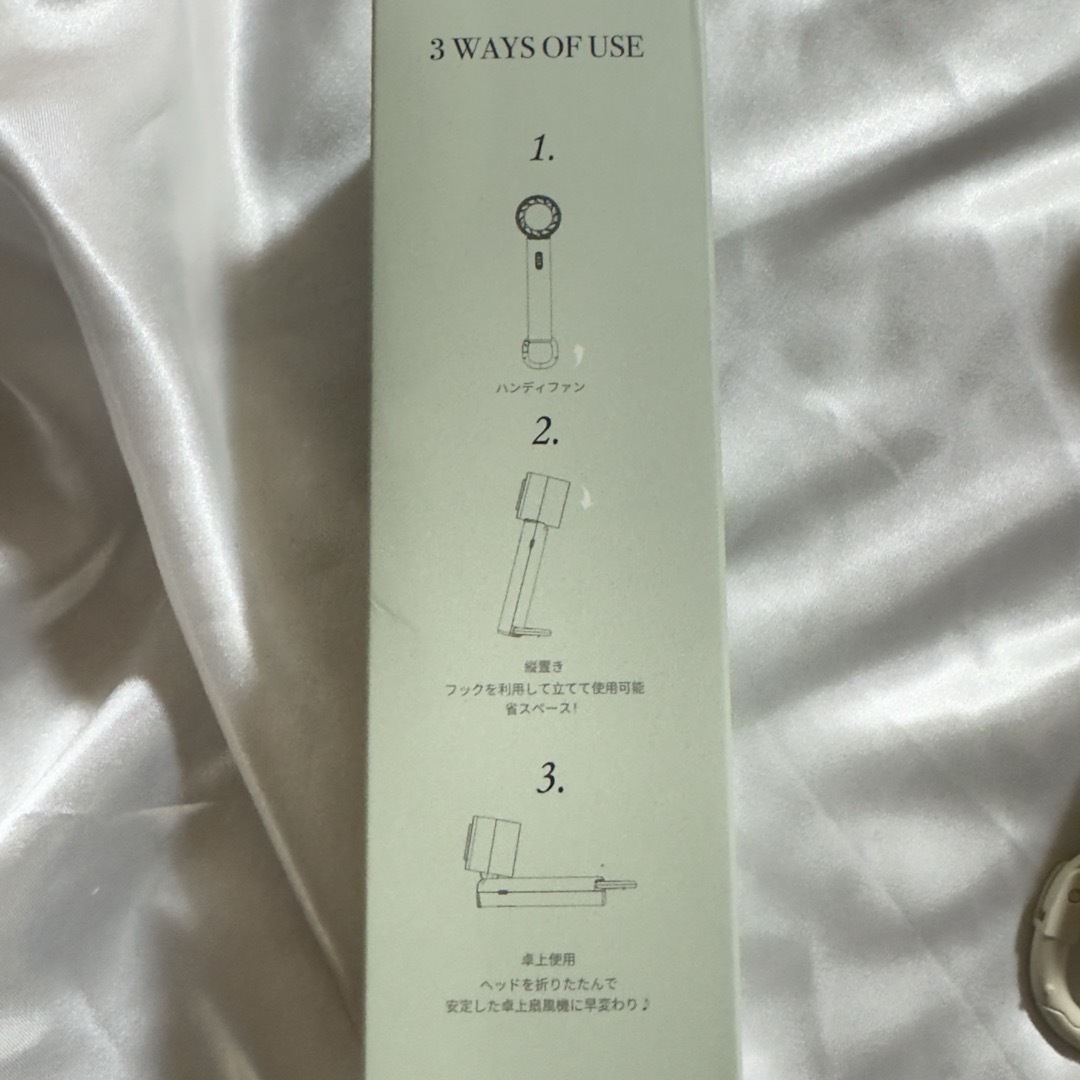 3 WAYS OF USE
1.
ハンディファン
2.
縦置き
フックを利用して立てて使用可能
省スペース!
3.
卓上使用
ヘッドを折りたたんで
安定した卓上扇風機に早変わり♪